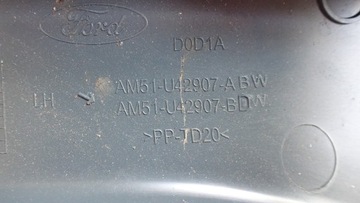 Ford
D0D1A
AM51-U42907-ABW
LH
AM51-U42907-BDW
>PP-TD20<